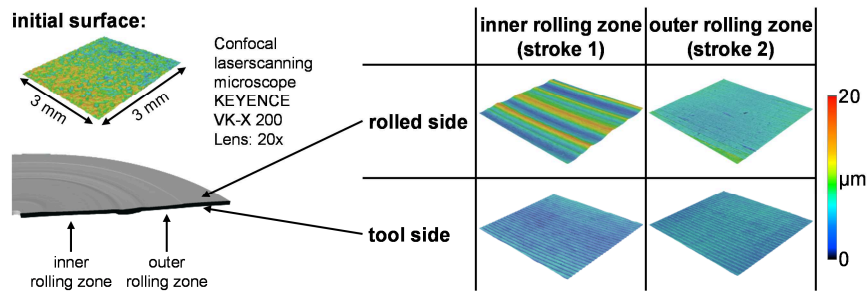 initial surface:
3 mm
3 mm
Confocal
laserscanning
microscope
KEYENCE
VK-X 200
Lens: 20x
inner
rolling zone
outer
rolling zone
inner rolling zone
(stroke 1)
outer rolling zone
(stroke 2)
rolled side
tool side
20
µm
0